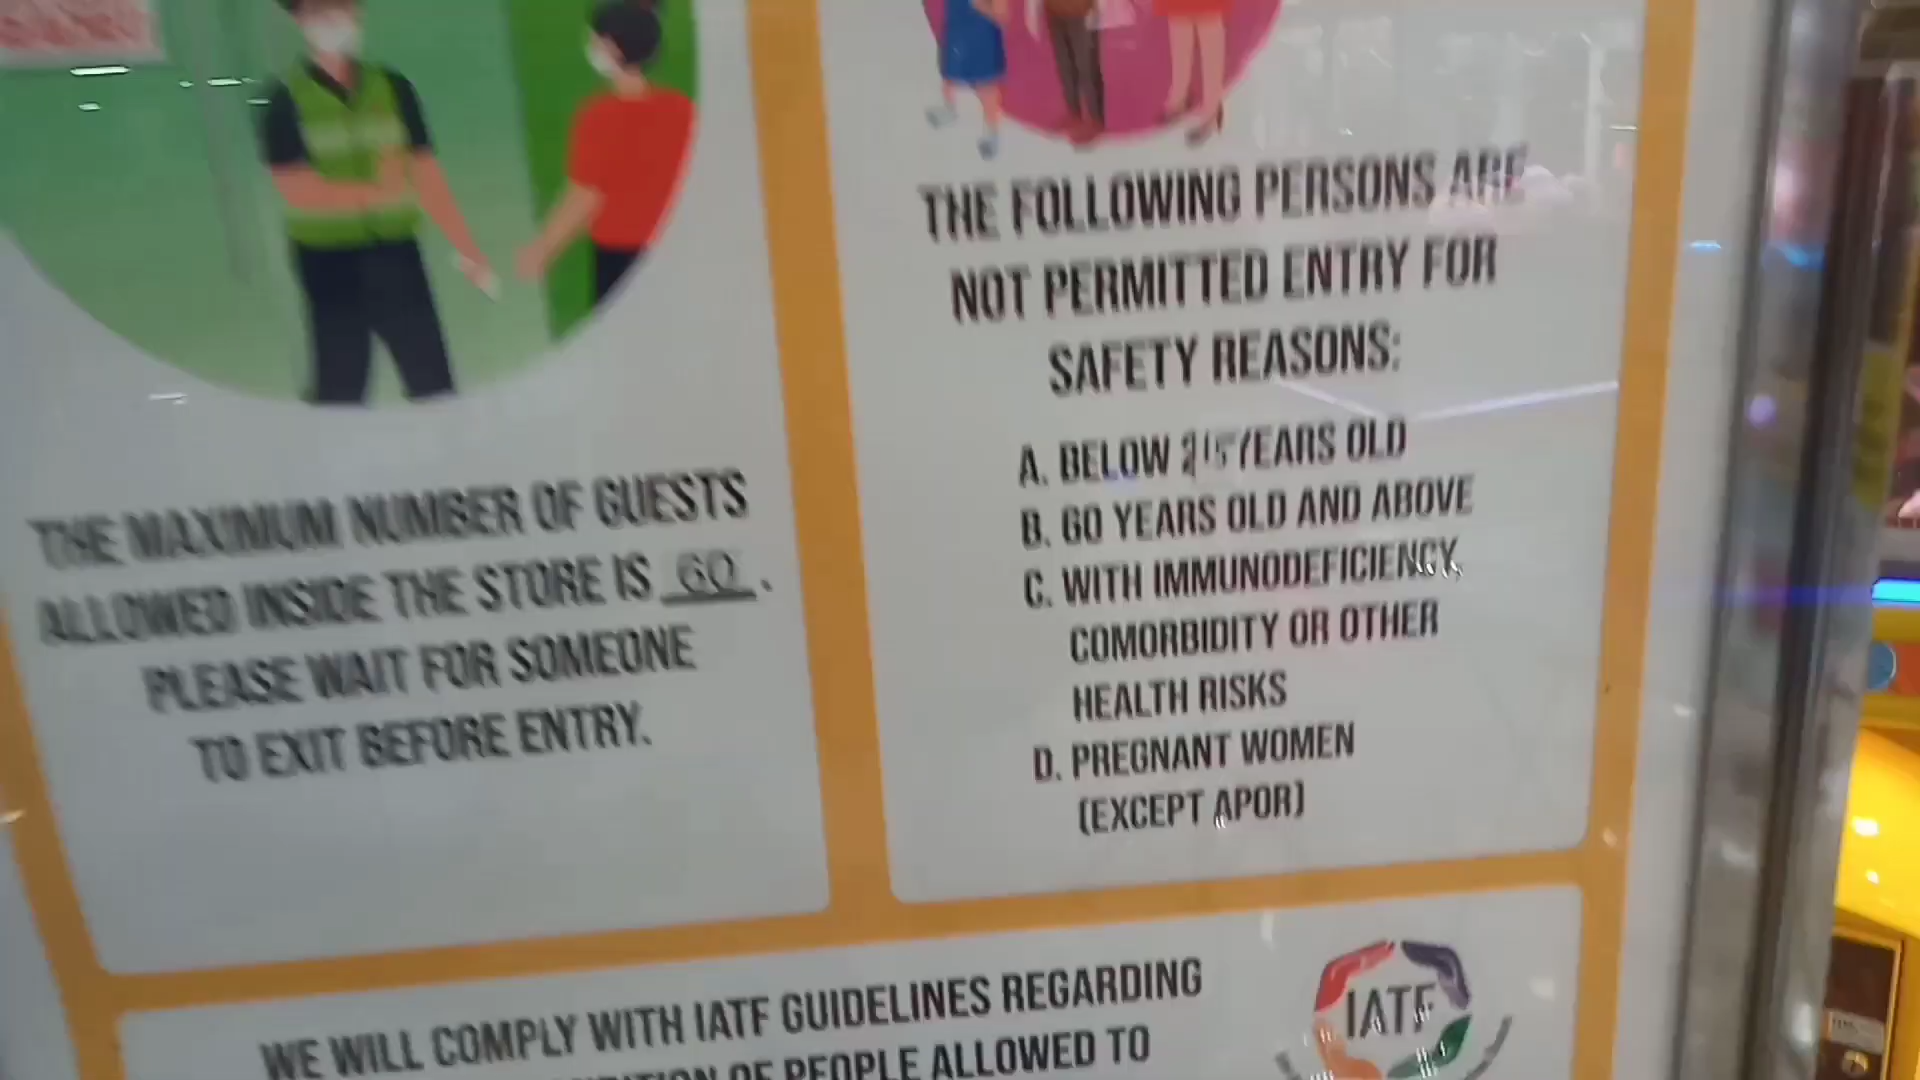 THE MAXIMUM NUMBER OF GUESTS
ALLOWED INSIDE THE STORE IS 60.
PLEASE WAIT FOR SOMEONE
TO EXIT BEFORE ENTRY.
THE FOLLOWING PERSONS ARE
NOT PERMITTED ENTRY FOR
SAFETY REASONS:
A. BELOW YEARS OLD
B. 60 YEARS OLD AND ABOVE
C. WITH IMMUNODEFICIENCY,
COMORBIDITY OR OTHER
HEALTH RISKS
D. PREGNANT WOMEN
(EXCEPT APOR)
WE WILL COMPLY WITH IATF GUIDELINES REGARDING
OF PEOPLE ALLOWED TO
IATF